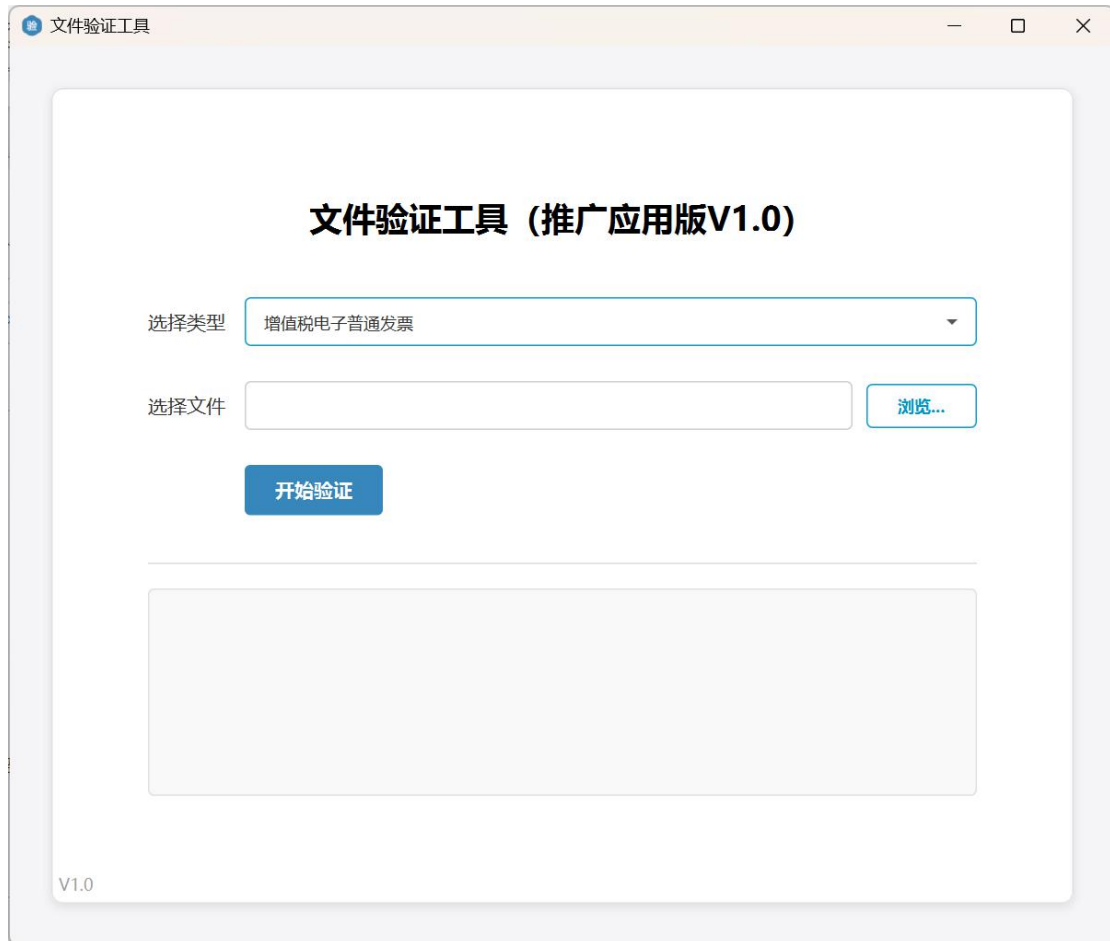 验 文件验证工具
文件验证工具（推广应用版V1.0）
选择类型 增值税电子普通发票
选择文件 浏览...
开始验证
V1.0